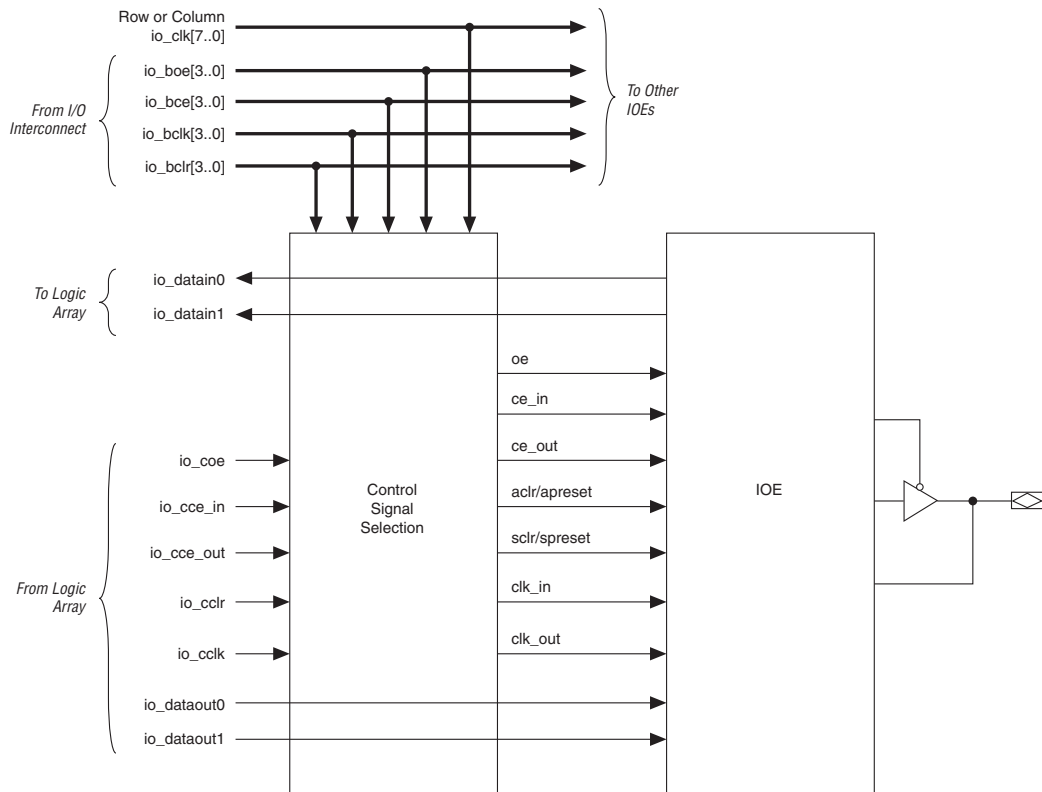 Row or Column
io_clk[7..0]
io_boe[3..0]
From I/O
Interconnect
io_bce[3..0]
io_bclk[3..0]
io_bclr[3..0]
To Other
IOEs
io_datain0
To Logic
Array
io_datain1
oe
ce_in
ce_out
aclr/apreset
sclr/spreset
clk_in
clk_out
io_coe
io_cce_in
io_cce_out
io_cclr
io_cclk
From Logic
Array
io_dataout0
io_dataout1
Control
Signal
Selection
IOE